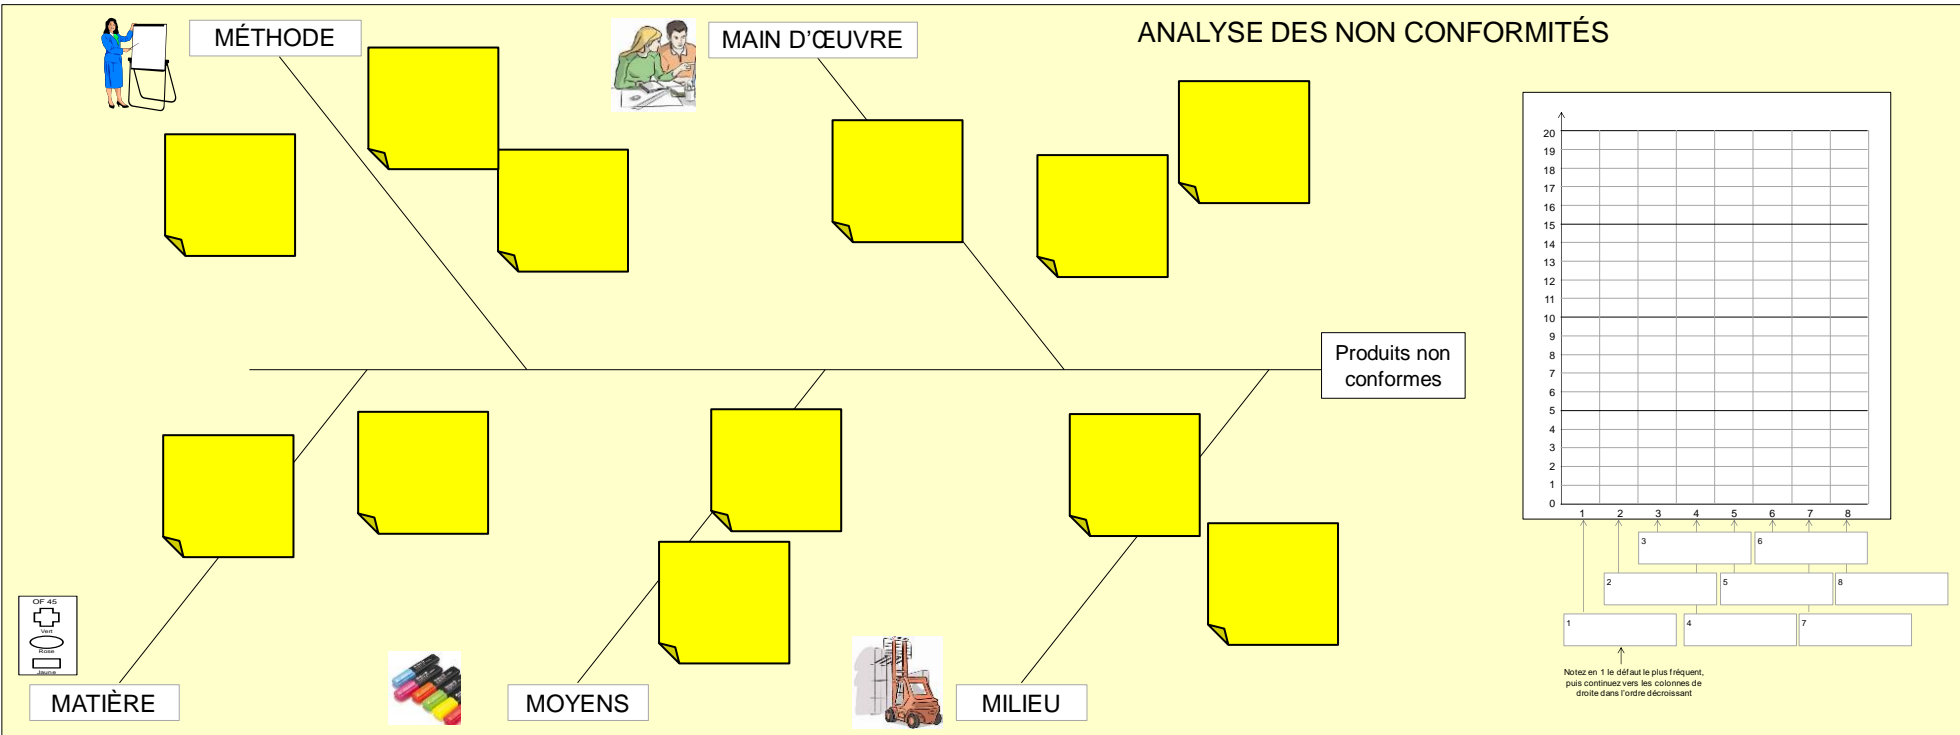 MÉTHODE
MAIN D'ŒUVRE
ANALYSE DES NON CONFORMITÉS
Produits non
conformes
20
19
18
17
16
15
14
13
12
11
10
9
8
7
6
5
4
3
2
1
0
1 2 3 4 5 6 7 8
3 6
2 5 8
1 4 7
Notez en 1 le défaut le plus fréquent,
puis continuez vers les colonnes de
droite dans l'ordre décroissant
OF 45
Vert
Rose
Jaune
MATIÈRE
MOYENS
MILIEU